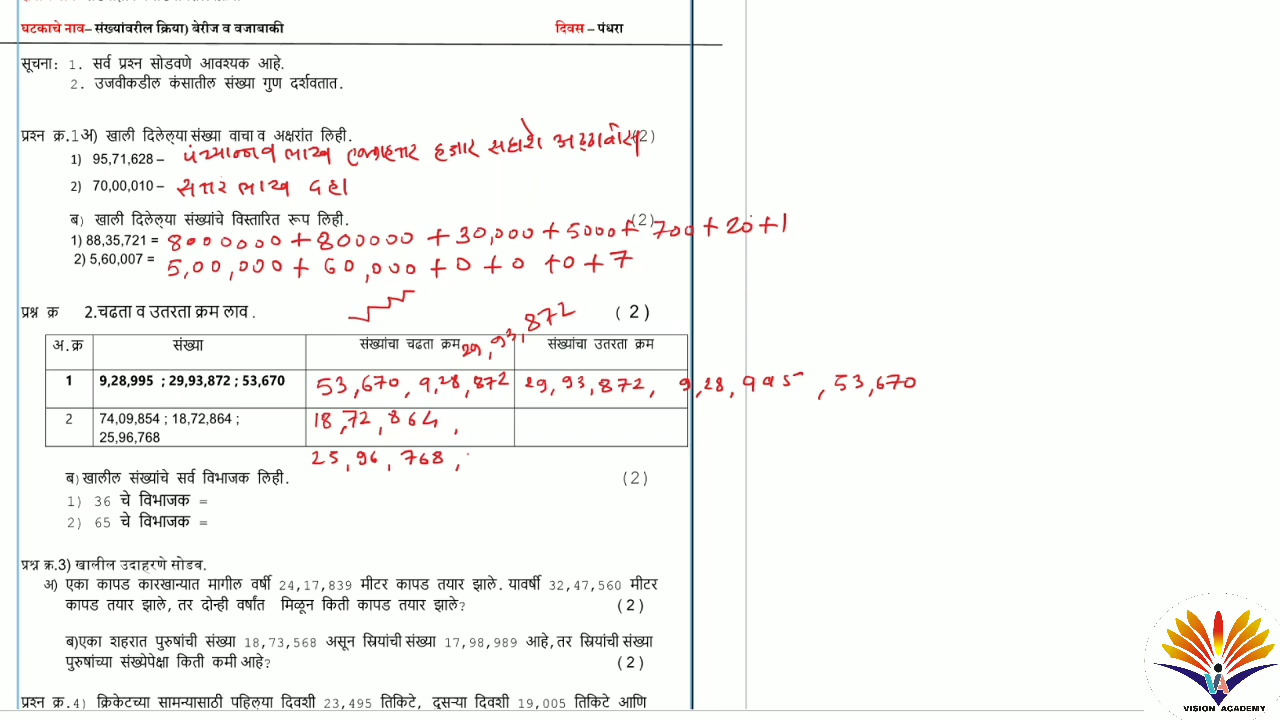 घटकाचे नाव– संख्यांवरील क्रिया) बेरीज व वजाबाकी दिवस – पंधरा
सूचना: 1. सर्व प्रश्न सोडवणे आवश्यक आहे.
2. उजवीकडील कंसातील संख्या गुण दर्शवतात.
प्रश्न क्र.1अ) खाली दिलेल्या संख्या वाचा व अक्षरांत लिही. (2)
1) 95,71,628 – पंच्यान्नव लाख एकाहत्तर हजार सहाशे अठ्ठावीस
2) 70,00,010 – सत्तर लाख दहा
ब) खाली दिलेल्या संख्यांचे विस्तारित रूप लिही. (2)
1) 88,35,721 = 8000000 + 800000 + 30,000 + 5000 + 700 + 20 + 1
2) 5,60,007 = 5,00,000 + 60,000 + 0 + 0 + 0 + 7
प्रश्न क्र 2.चढता व उतरता क्रम लाव . ( 2 )
29,93,872
अ.क्र संख्या संख्यांचा चढता क्रम संख्यांचा उतरता क्रम
1 9,28,995 ; 29,93,872 ; 53,670 53,670, 9,28,872 29,93,872, 9,28,995, 53,670
2 74,09,854 ; 18,72,864 ; 18,72,864,
25,96,768
25,96,768,
ब) खालील संख्यांचे सर्व विभाजक लिही. (2)
1) 36 चे विभाजक =
2) 65 चे विभाजक =
प्रश्न क्र.3) खालील उदाहरणे सोडव.
अ) एका कापड कारखान्यात मागील वर्षी 24,17,839 मीटर कापड तयार झाले. यावर्षी 32,47,560 मीटर
कापड तयार झाले, तर दोन्ही वर्षांत मिळून किती कापड तयार झाले? (2)
ब)एका शहरात पुरुषांची संख्या 18,73,568 असून स्रियांची संख्या 17,98,989 आहे,तर स्रियांची संख्या
पुरुषांच्या संख्येपेक्षा किती कमी आहे? (2)
प्रश्न क्र.4) क्रिकेटच्या सामन्यासाठी पहिल्या दिवशी 23,495 तिकिटे, दुसऱ्या दिवशी 19,005 तिकिटे आणि
VA
VISION ACADEMY